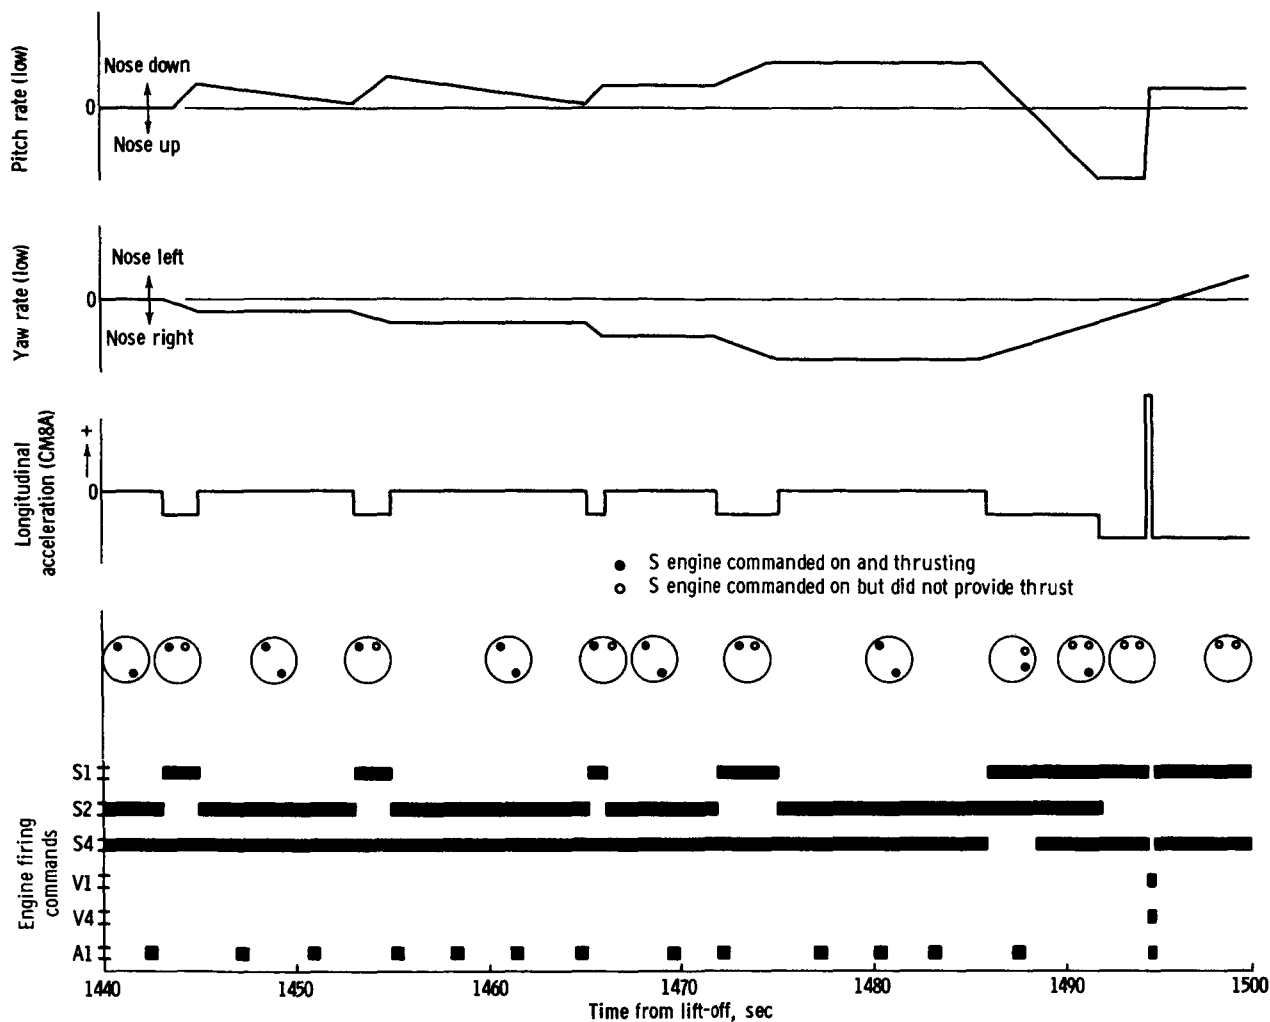 Pitch rate (low)
Nose down
0
Nose up
Yaw rate (low)
Nose left
0
Nose right
Longitudinal
acceleration (CM8A)
+
0
S engine commanded on and thrusting
S engine commanded on but did not provide thrust
Engine firing
commands
S1
S2
S4
V1
V4
A1
1440 1450 1460 1470 1480 1490 1500
Time from lift-off, sec